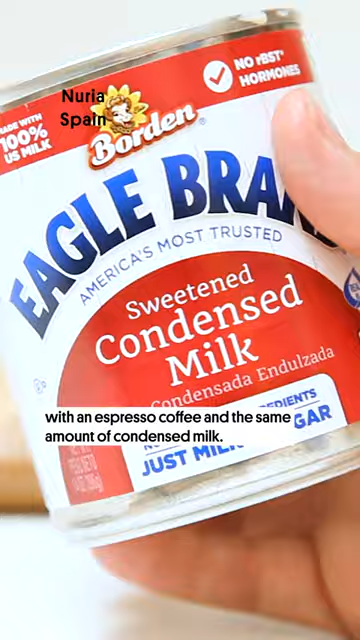 Nuria
Spain
MADE WITH
100%
US MILK
NO rBST†
HORMONES
Borden®
EAGLE BRAN
AMERICA'S MOST TRUSTED
Sweetened
Condensed
Milk
Condensada Endulzada
with an espresso coffee and the same
amount of condensed milk.
JUST MIL GAR